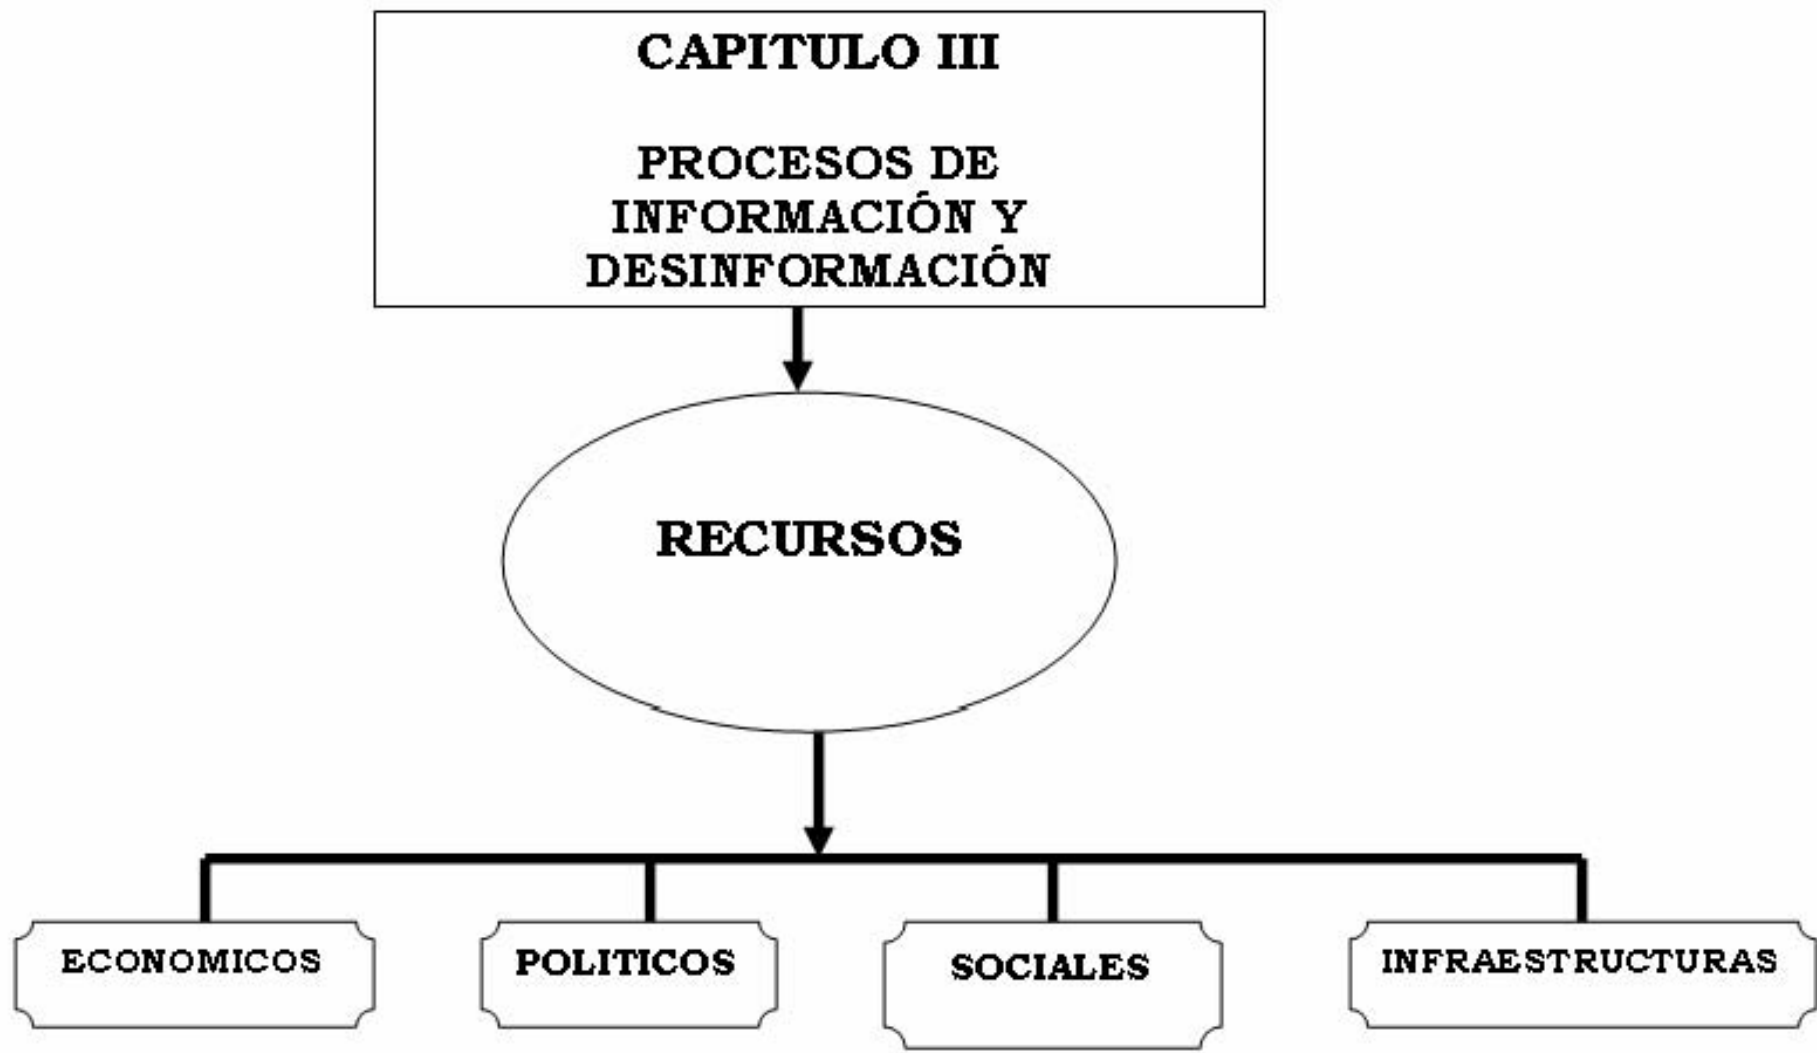 CAPITULO III
PROCESOS DE
INFORMACIÓN Y
DESINFORMACIÓN
RECURSOS
ECONOMICOS
POLITICOS
SOCIALES
INFRAESTRUCTURAS